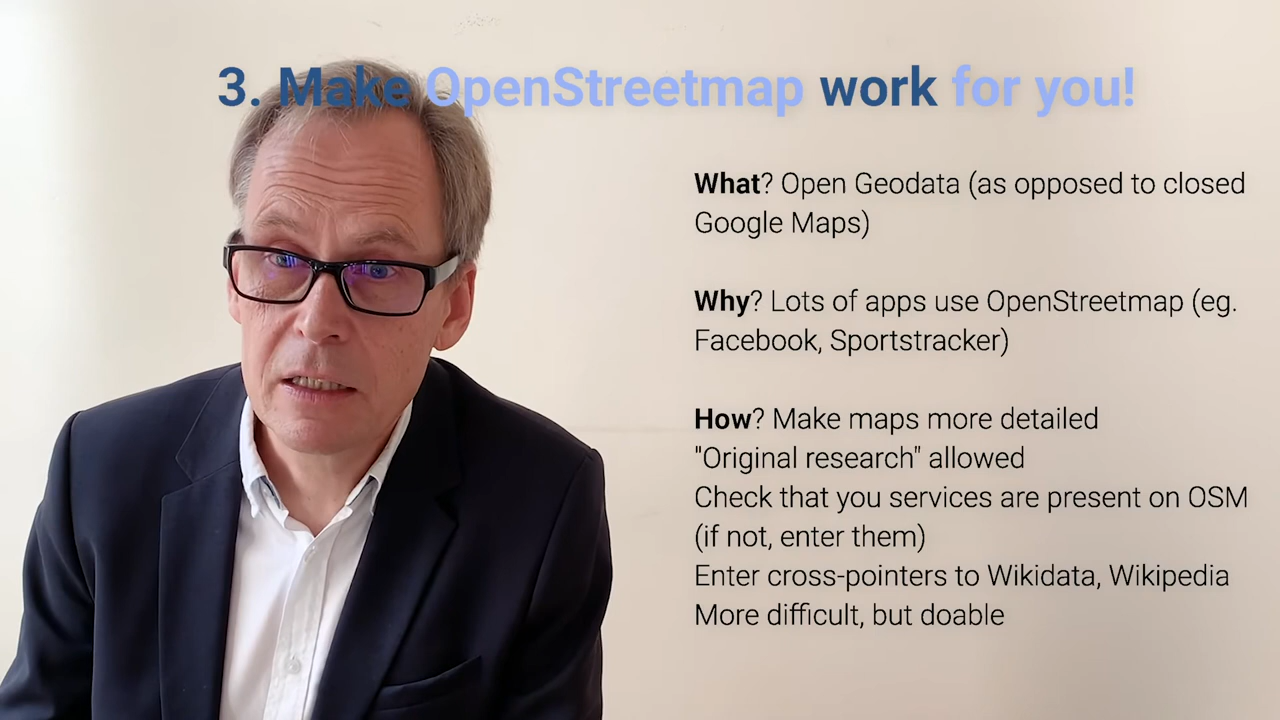 3. Make OpenStreetmap work for you!
What? Open Geodata (as opposed to closed
Google Maps)
Why? Lots of apps use OpenStreetmap (eg.
Facebook, Sportstracker)
How? Make maps more detailed
"Original research" allowed
Check that you services are present on OSM
(if not, enter them)
Enter cross-pointers to Wikidata, Wikipedia
More difficult, but doable